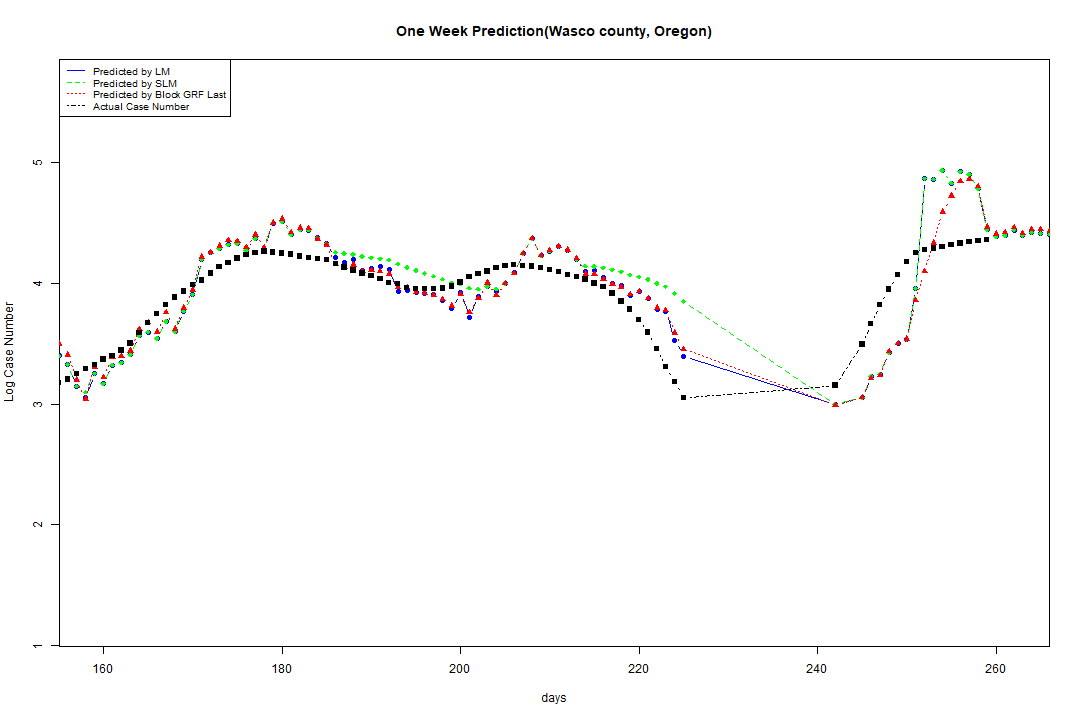 One Week Prediction(Wasco county, Oregon)
Predicted by LM
Predicted by SLM
Predicted by Block GRF Last
Actual Case Number
5
4
3
2
1
Log Case Number
160 180 200 220 240 260
days